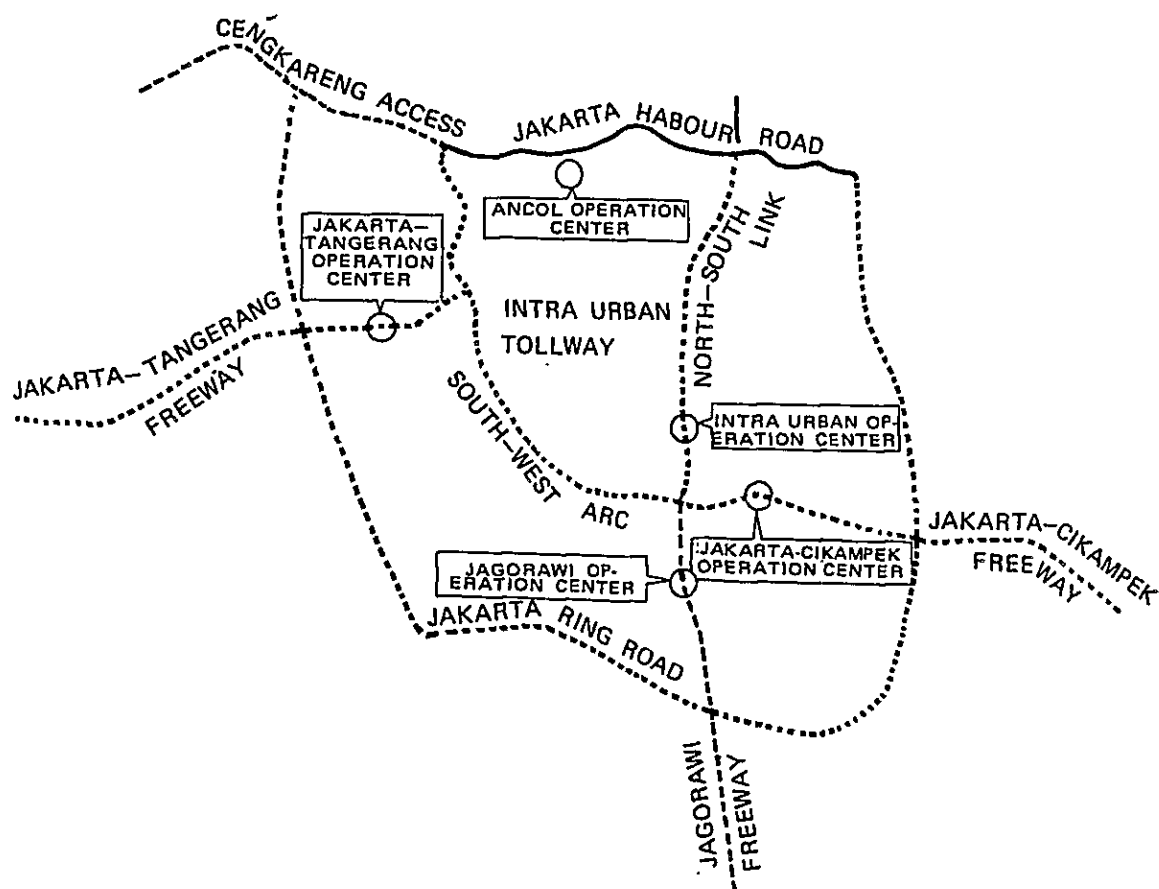 CENGKARENG ACCESS
JAKARTA HABOUR ROAD
ANCOL OPERATION
CENTER
JAKARTA—
TANGERANG
OPERATION
CENTER
NORTH—SOUTH
LINK
INTRA URBAN
TOLLWAY
JAKARTA—TANGERANG
FREEWAY
SOUTH—WEST
ARC
INTRA URBAN OP-
ERATION CENTER
JAKARTA-CIKAMPEK
OPERATION CENTER
JAKARTA—CIKAMPEK
FREEWAY
JAGORAWI OP-
ERATION CENTER
JAKARTA RING ROAD
JAGORAWI
FREEWAY